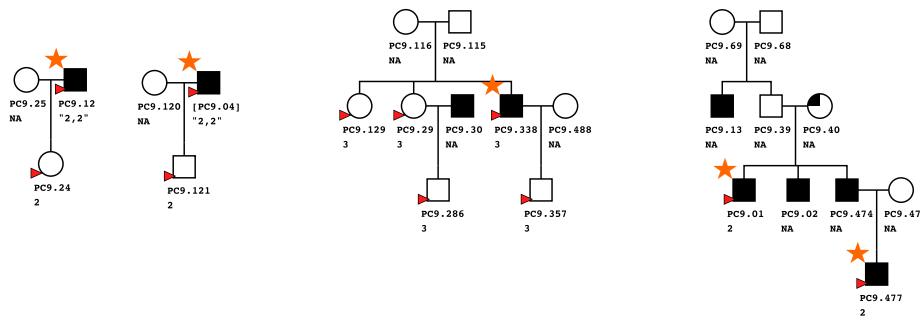 PC9.116 PC9.115
NA NA
PC9.69 PC9.68
NA NA
PC9.25 PC9.12
NA "2,2"
PC9.120 [PC9.04]
NA "2,2"
PC9.129 PC9.29 PC9.30 PC9.338 PC9.488
3 3 NA 3 NA
PC9.13 PC9.39 PC9.40
NA NA NA
PC9.24
2
PC9.121
2
PC9.286 PC9.357
3 3
PC9.01 PC9.02 PC9.474 PC9.47
2 NA NA NA
PC9.477
2